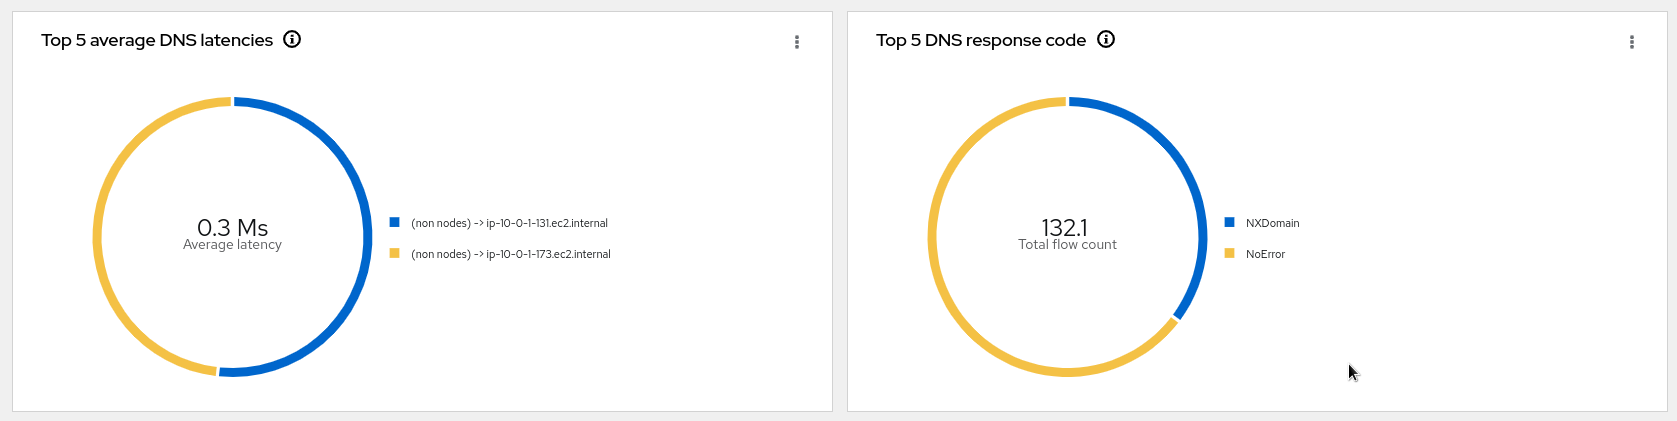 Top 5 average DNS latencies
0.3 Ms
Average latency
(non nodes) -> ip-10-0-1-131.ec2.internal
(non nodes) -> ip-10-0-1-173.ec2.internal
Top 5 DNS response code
132.1
Total flow count
NXDomain
NoError